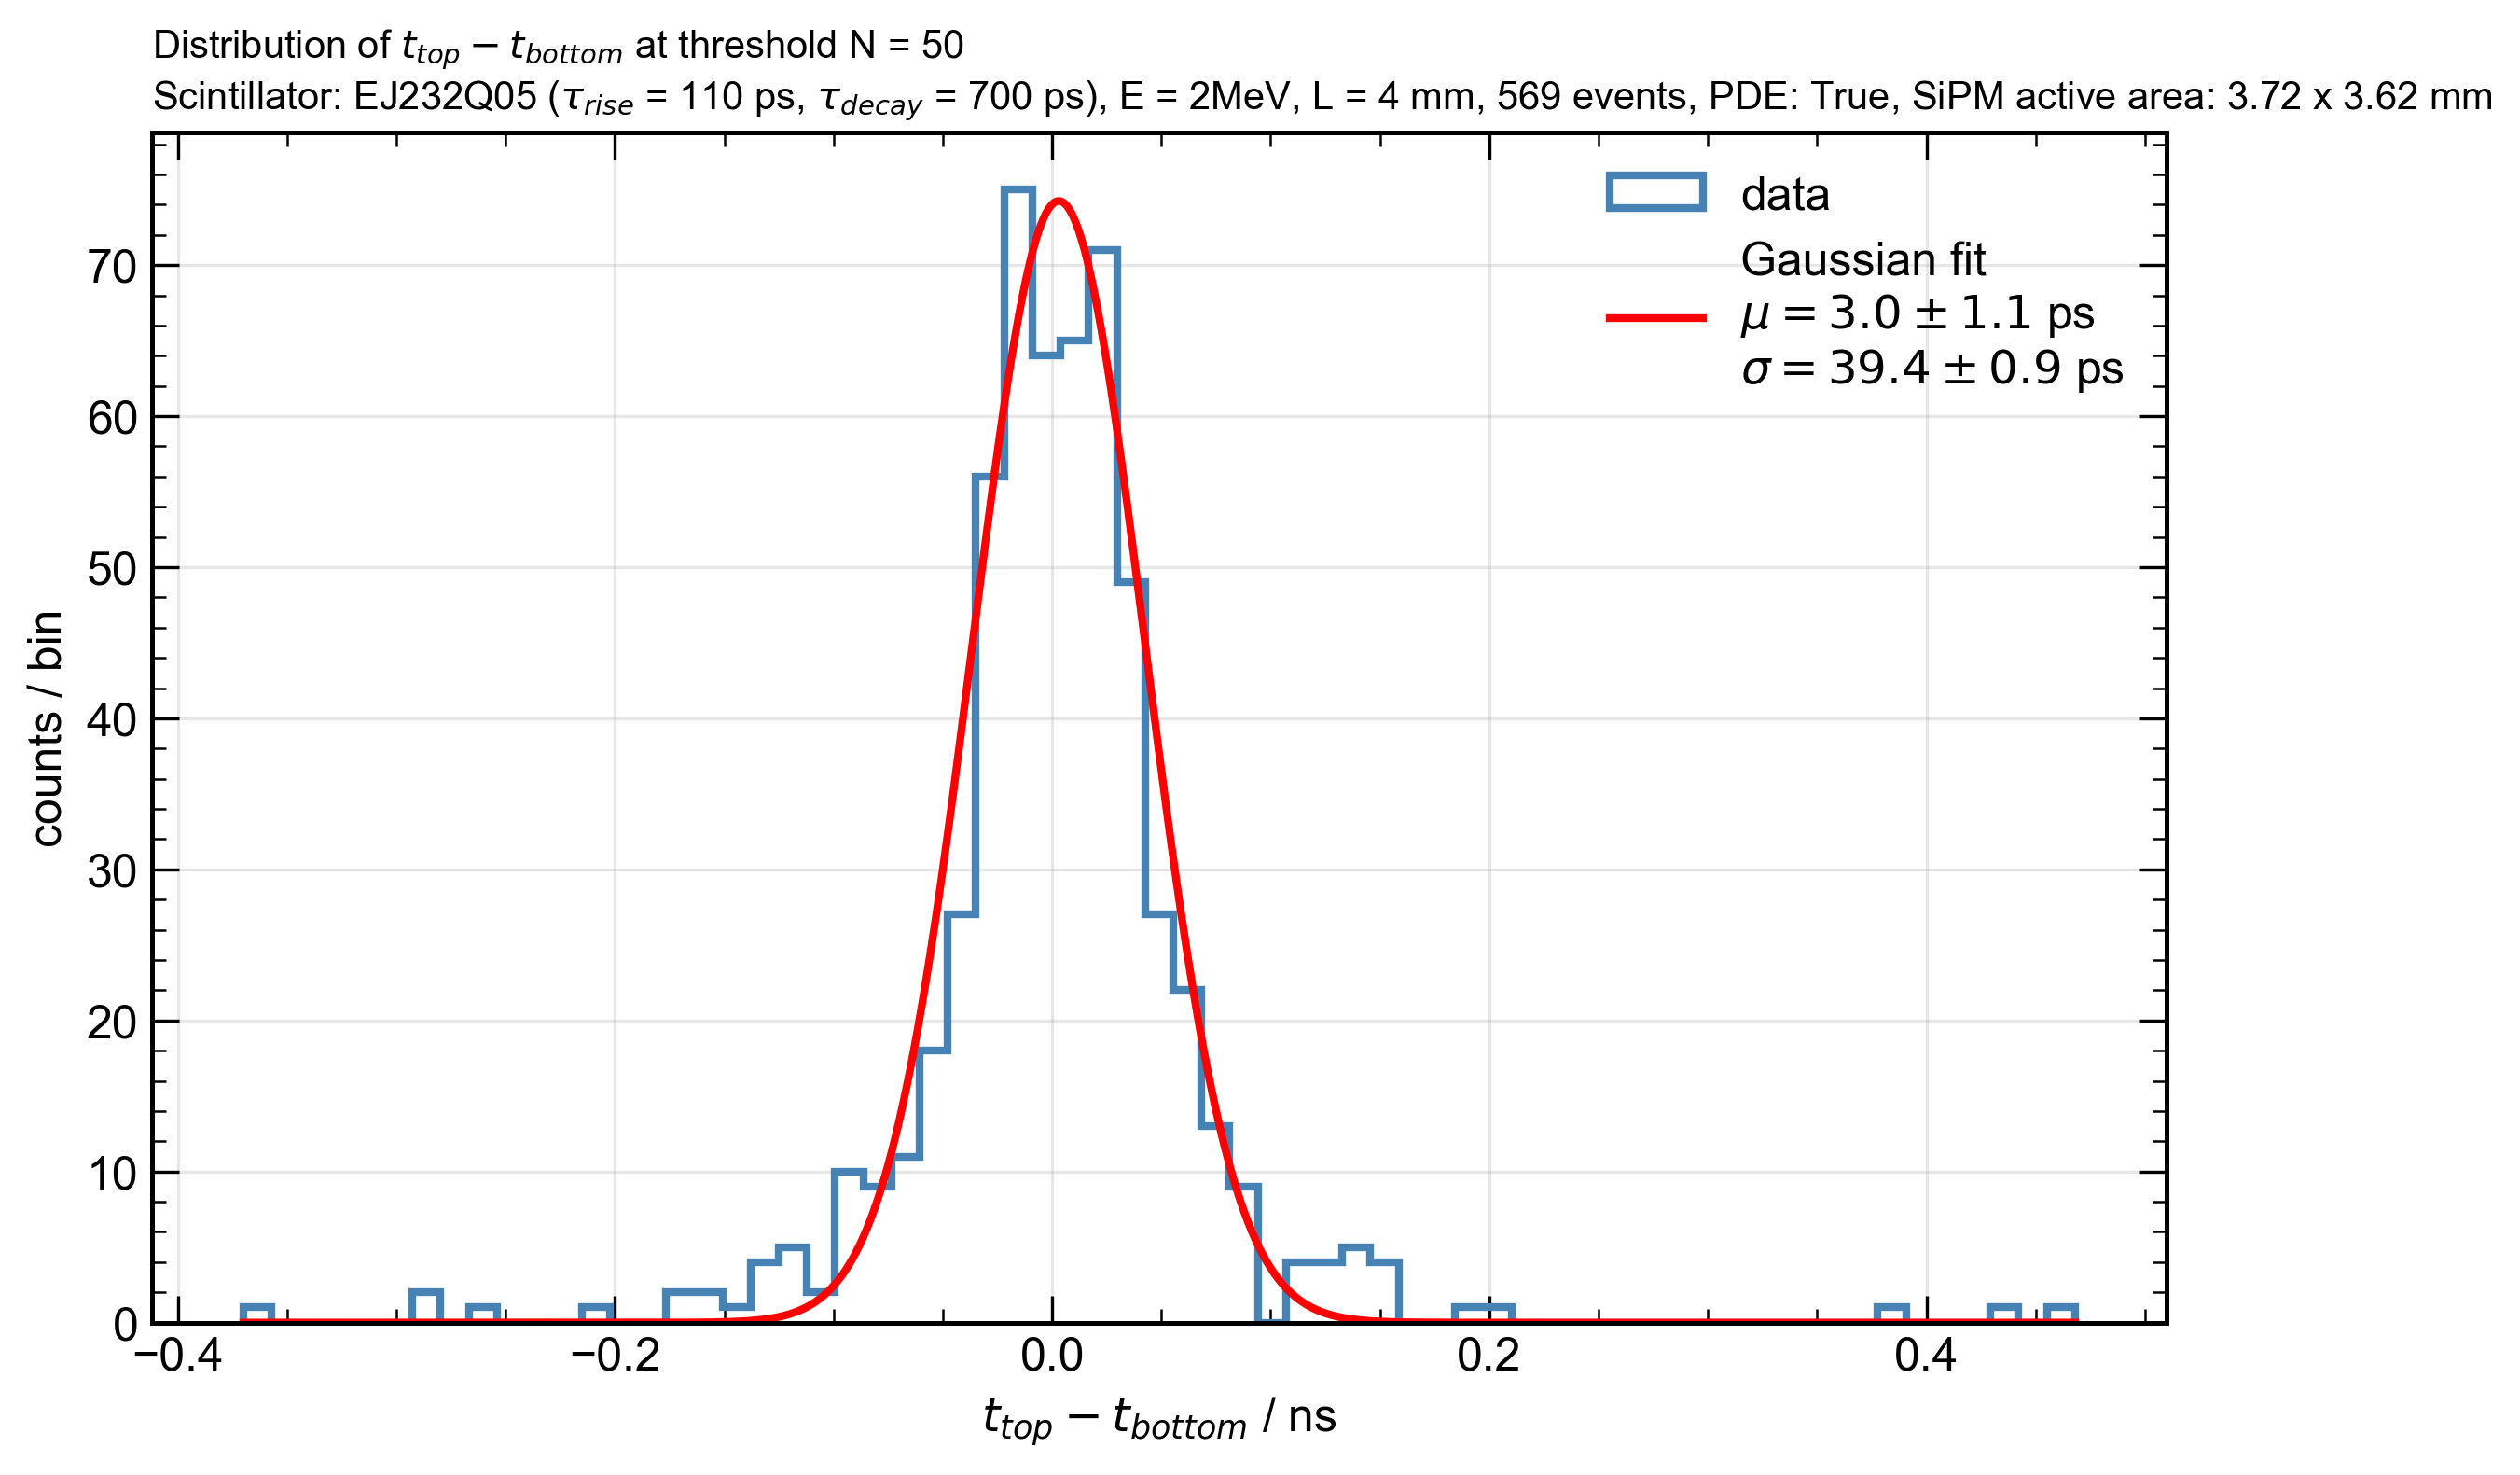 Distribution of t_top − t_bottom at threshold N = 50
Scintillator: EJ232Q05 (τ_rise = 110 ps, τ_decay = 700 ps), E = 2MeV, L = 4 mm, 569 events, PDE: True, SiPM active area: 3.72 x 3.62 mm
data
Gaussian fit
μ = 3.0 ± 1.1 ps
σ = 39.4 ± 0.9 ps
counts / bin
70
60
50
40
30
20
10
0
−0.4
−0.2
0.0
0.2
0.4
t_top − t_bottom / ns